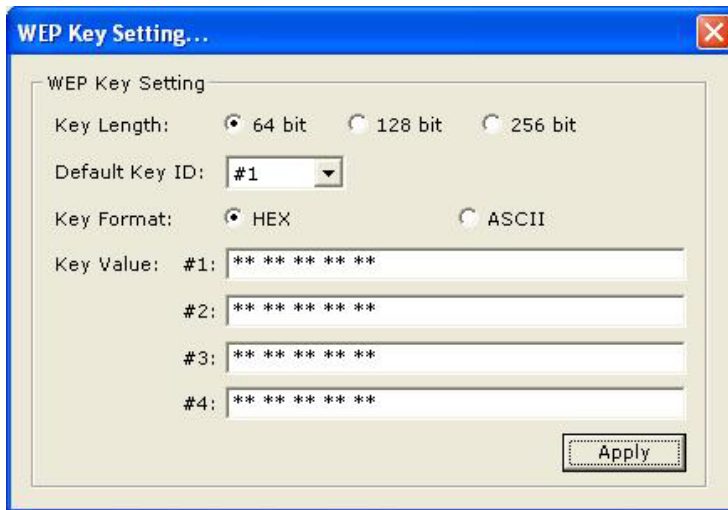 WEP Key Setting...
WEP Key Setting
Key Length: 64 bit 128 bit 256 bit
Default Key ID: #1
Key Format: HEX ASCII
Key Value: #1: ** ** ** ** **
#2: ** ** ** ** **
#3: ** ** ** ** **
#4: ** ** ** ** **
Apply